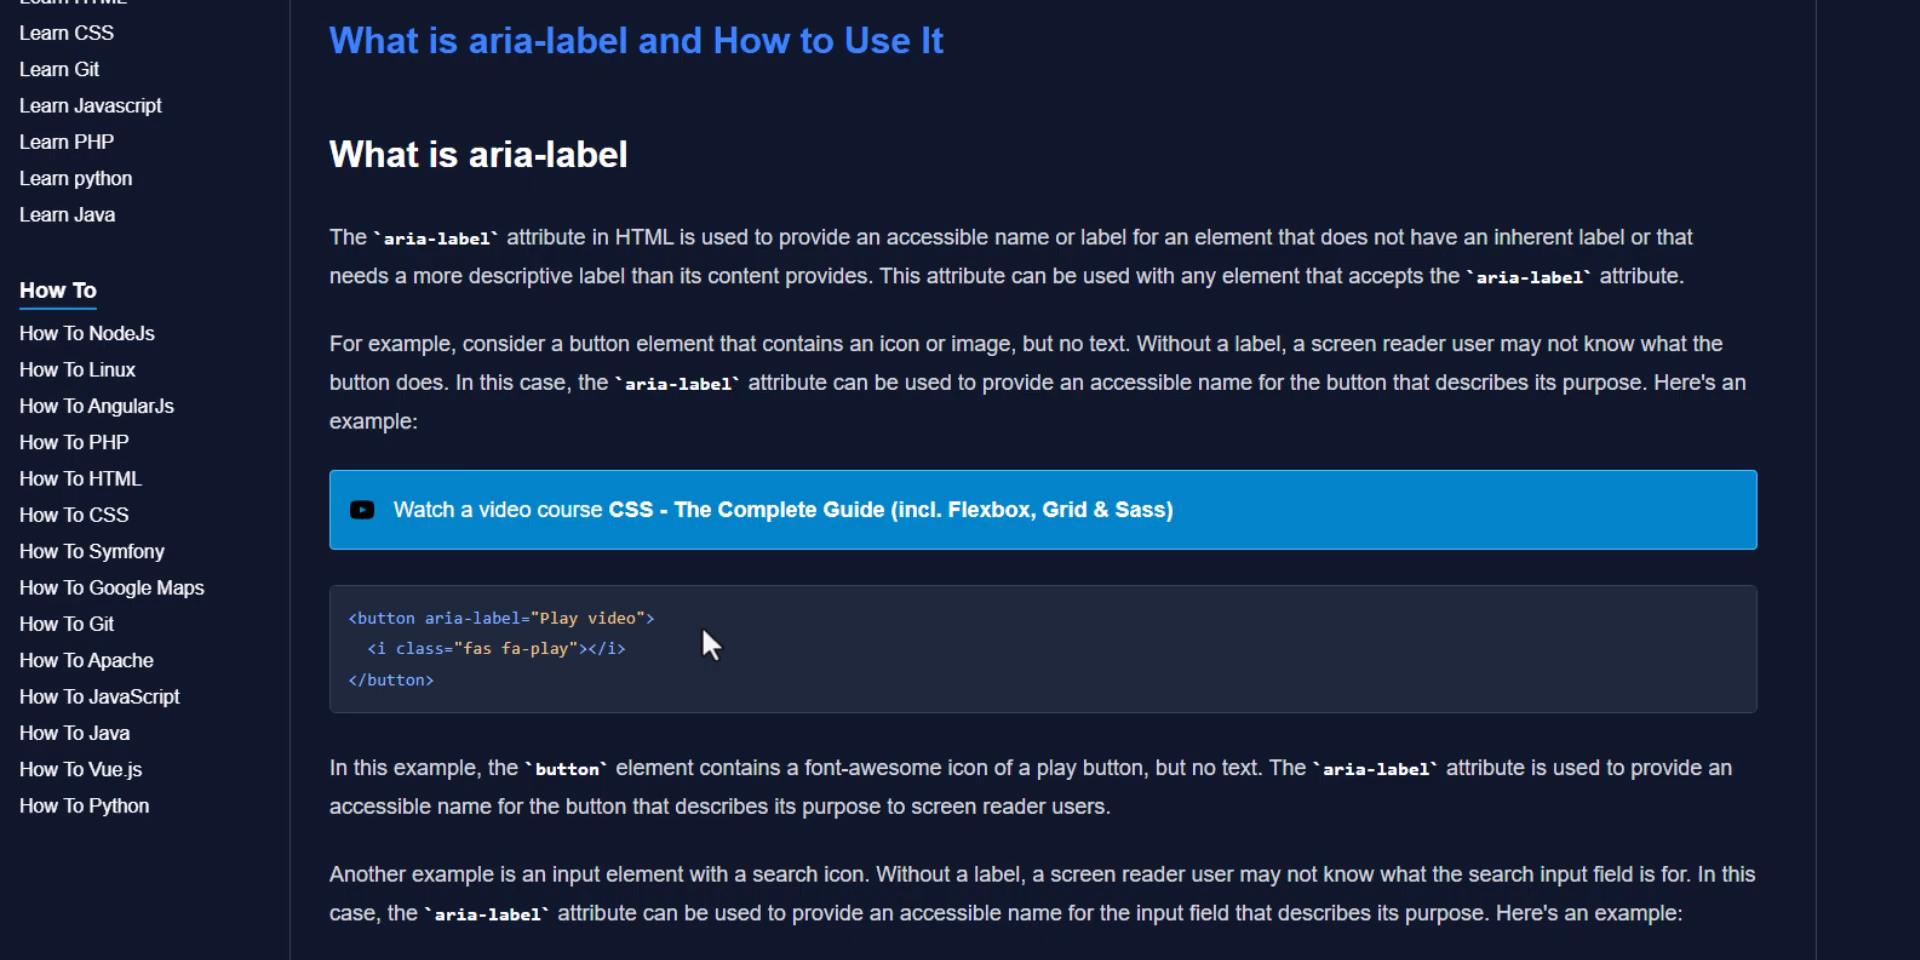 Learn HTML
Learn CSS
Learn Git
Learn Javascript
Learn PHP
Learn python
Learn Java
How To
How To NodeJs
How To Linux
How To AngularJs
How To PHP
How To HTML
How To CSS
How To Symfony
How To Google Maps
How To Git
How To Apache
How To JavaScript
How To Java
How To Vue.js
How To Python
What is aria-label and How to Use It
What is aria-label
The `aria-label` attribute in HTML is used to provide an accessible name or label for an element that does not have an inherent label or that
needs a more descriptive label than its content provides. This attribute can be used with any element that accepts the `aria-label` attribute.
For example, consider a button element that contains an icon or image, but no text. Without a label, a screen reader user may not know what the
button does. In this case, the `aria-label` attribute can be used to provide an accessible name for the button that describes its purpose. Here's an
example:
Watch a video course CSS - The Complete Guide (incl. Flexbox, Grid & Sass)
<button aria-label="Play video">
  <i class="fas fa-play"></i>
</button>
In this example, the `button` element contains a font-awesome icon of a play button, but no text. The `aria-label` attribute is used to provide an
accessible name for the button that describes its purpose to screen reader users.
Another example is an input element with a search icon. Without a label, a screen reader user may not know what the search input field is for. In this
case, the `aria-label` attribute can be used to provide an accessible name for the input field that describes its purpose. Here's an example: